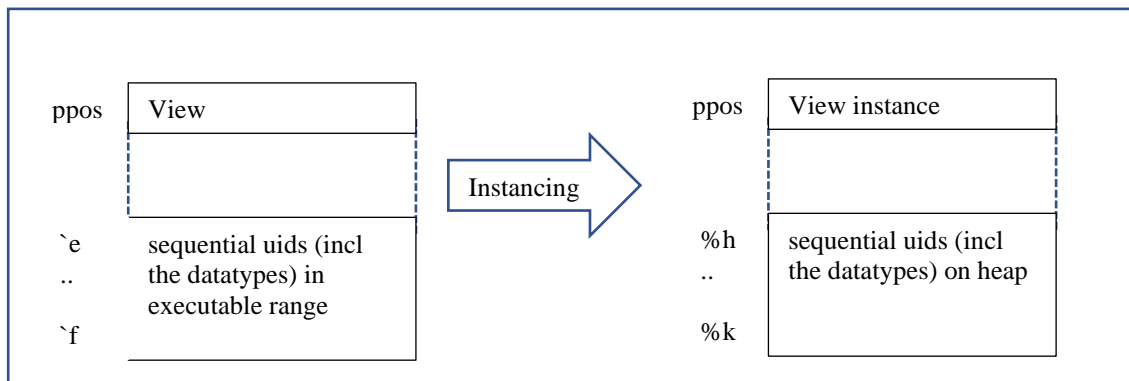 ppos
View
`e
..
`f
sequential uids (incl
the datatypes) in
executable range
Instancing
ppos
View instance
%h
..
%k
sequential uids (incl
the datatypes) on heap